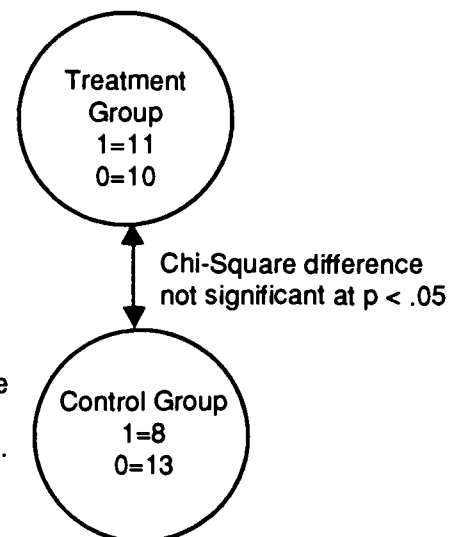 Treatment
Group
1=11
0=10
Chi-Square difference
not significant at p < .05
Control Group
1=8
0=13